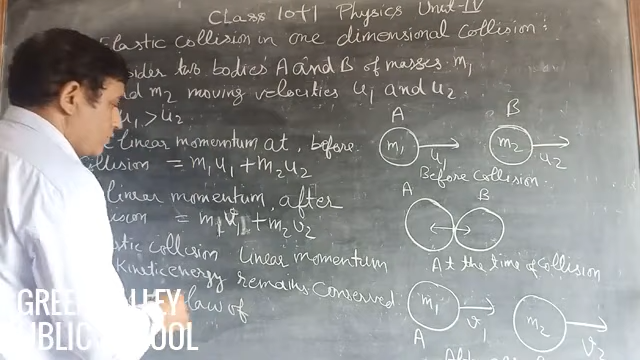 Class 10+1 Physics Unit-IV
Elastic Collision in one dimensional Collision:
two bodies A and B of masses m1
m2 moving velocities u1 and u2.
u1 > u2
linear momentum at, before
= m1u1 + m2u2
linear momentum after
= m1v1 + m2v2
Collision linear momentum
Kinetic energy remains conserved
law of
A
B
m1
u1
m2
u2
Before Collision.
A
B
At the time of Collision
m1
v1
A
m2
v2
GREEN VALLEY
PUBLIC SCHOOL